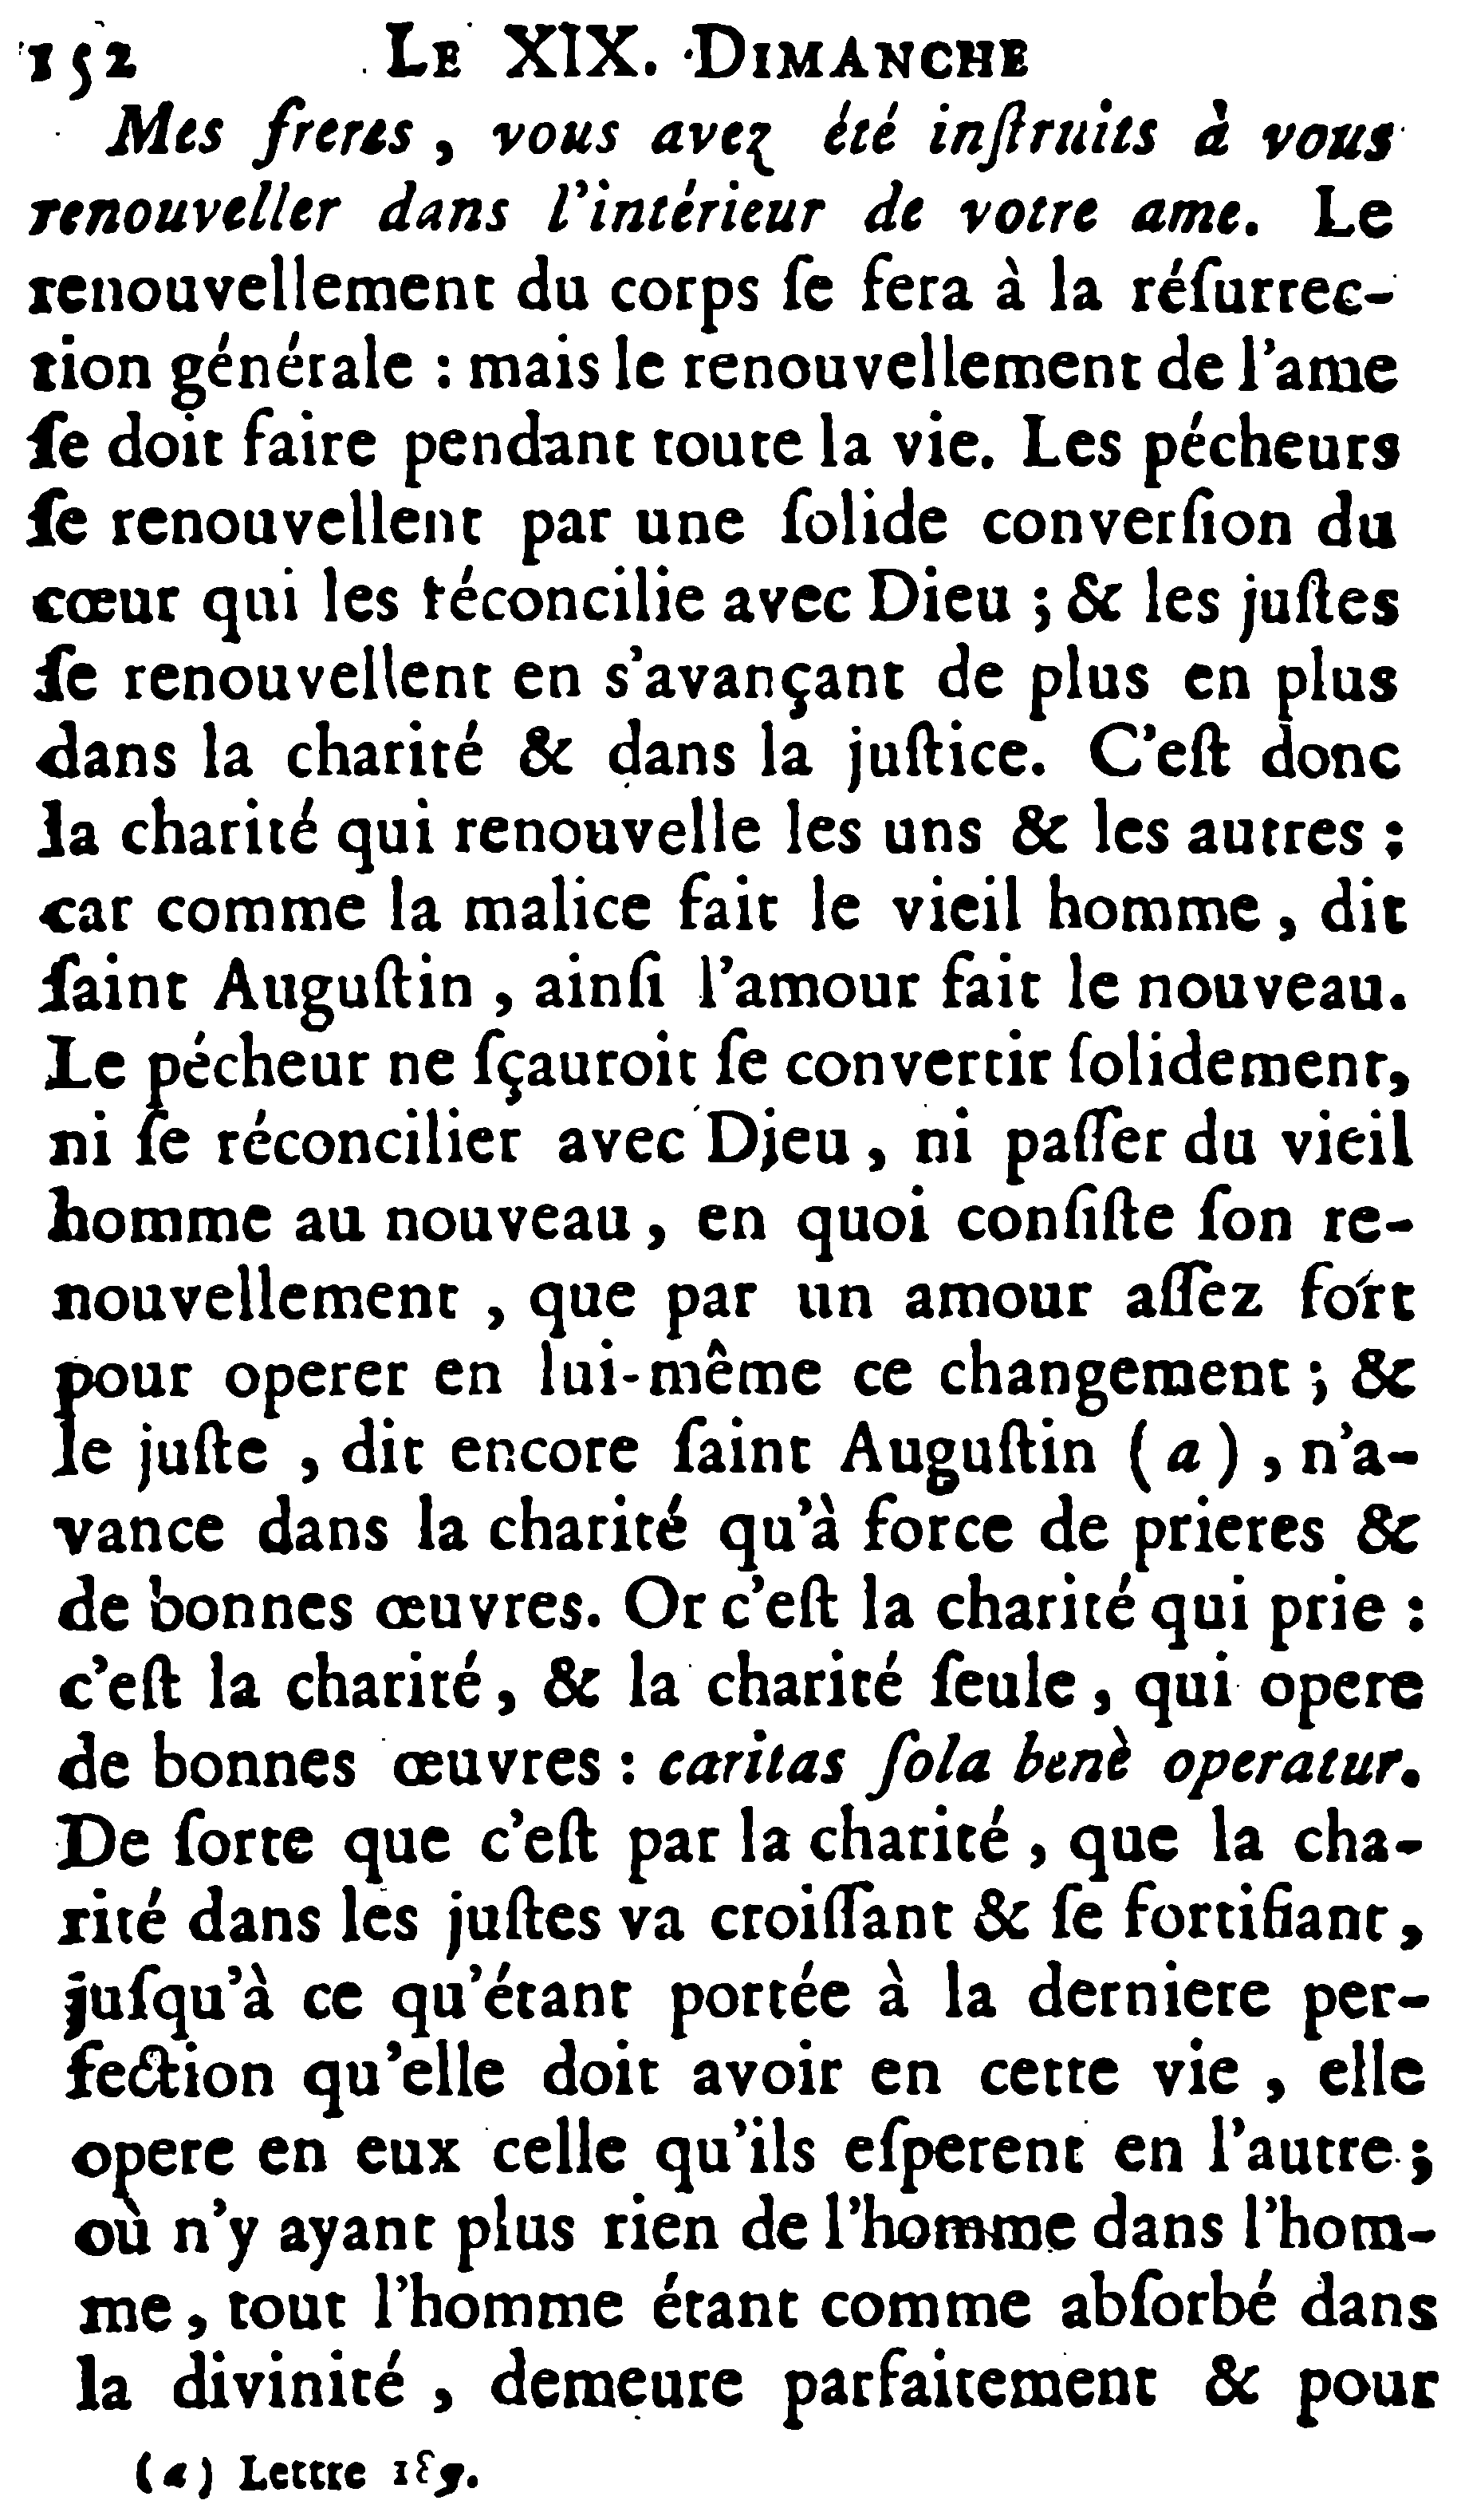 152 LE XIX. DIMANCHE
Mes freres, vous avez été inſtruits à vous
renouveller dans l'intérieur de votre ame. Le
renouvellement du corps ſe fera à la réſurrec-
tion générale : mais le renouvellement de l'ame
ſe doit faire pendant toute la vie. Les pécheurs
ſe renouvellent par une ſolide converſion du
cœur qui les réconcilie avec Dieu ; & les juſtes
ſe renouvellent en s'avançant de plus en plus
dans la charité & dans la juſtice. C'eſt donc
la charité qui renouvelle les uns & les autres :
car comme la malice fait le vieil homme, dit
ſaint Auguſtin, ainſi l'amour fait le nouveau.
Le pécheur ne ſçauroit ſe convertir ſolidement,
ni ſe réconcilier avec Dieu, ni paſſer du vieil
homme au nouveau, en quoi conſiſte ſon re-
nouvellement, que par un amour aſſez fort
pour operer en lui-même ce changement ; &
le juſte, dit encore ſaint Auguſtin (a), n'a-
vance dans la charité qu'à force de prieres &
de bonnes œuvres. Or c'eſt la charité qui prie :
c'eſt la charité, & la charité ſeule, qui opere
de bonnes œuvres : caritas ſola benè operatur.
De ſorte que c'eſt par la charité, que la cha-
rité dans les juſtes va croiſſant & ſe fortifiant,
juſqu'à ce qu'étant portée à la derniere per-
fection qu'elle doit avoir en cette vie, elle
opere en eux celle qu'ils eſperent en l'autre ;
où n'y ayant plus rien de l'homme dans l'hom-
me, tout l'homme étant comme abſorbé dans
la divinité, demeure parfaitement & pour
(a) Lettre